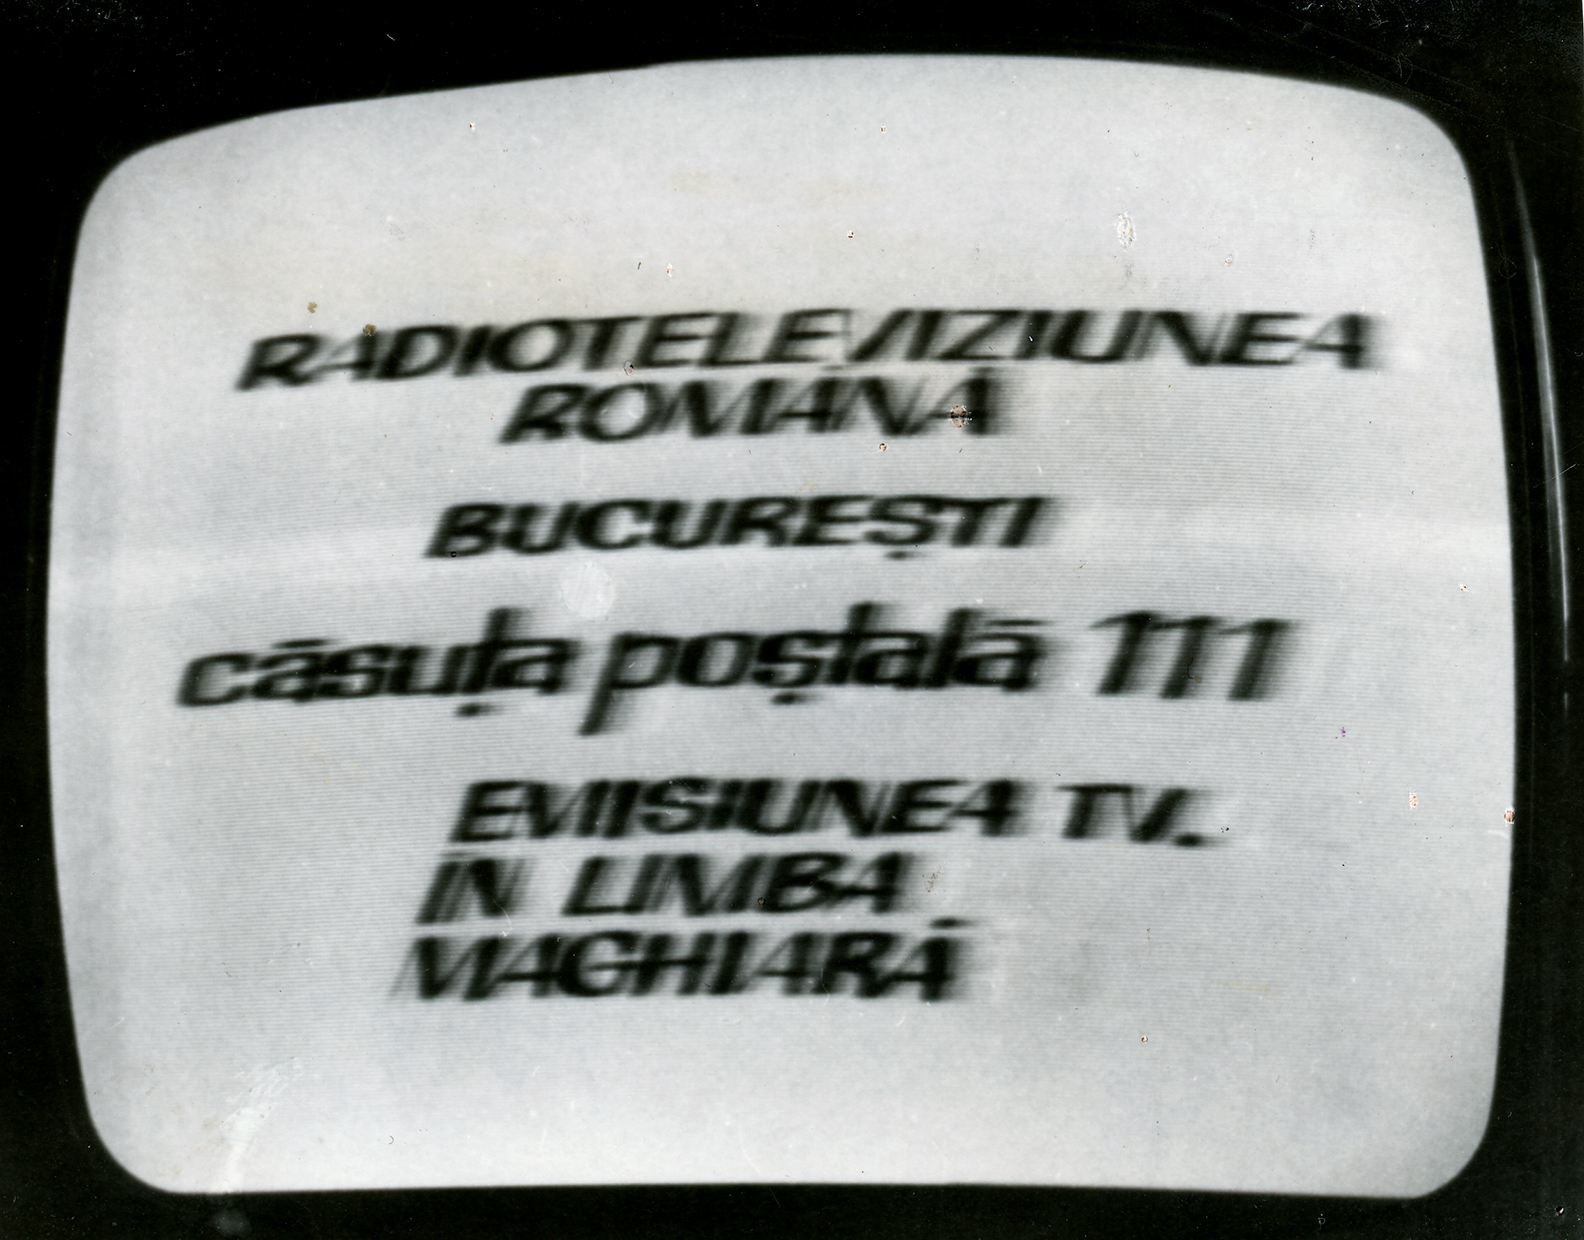 RADIOTELEVIZIUNEA
ROMÂNĂ
BUCUREȘTI
căsuța poștală 111
EMISIUNEA TV.
ÎN LIMBA
MAGHIARĂ